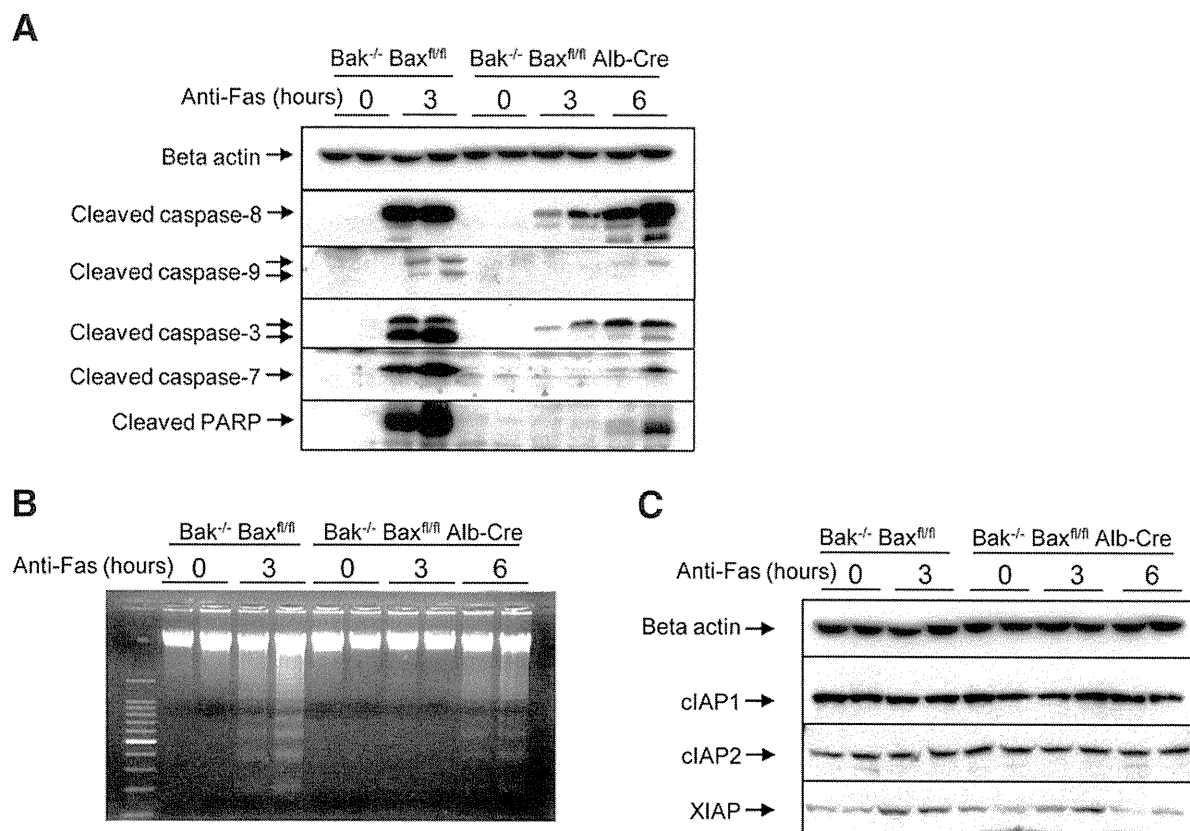 A
Bak-/- Baxfl/fl Bak-/- Baxfl/fl Alb-Cre
Anti-Fas (hours) 0 3 0 3 6
Beta actin
Cleaved caspase-8
Cleaved caspase-9
Cleaved caspase-3
Cleaved caspase-7
Cleaved PARP
B
Bak-/- Baxfl/fl Bak-/- Baxfl/fl Alb-Cre
Anti-Fas (hours) 0 3 0 3 6
C
Bak-/- Baxfl/fl Bak-/- Baxfl/fl Alb-Cre
Anti-Fas (hours) 0 3 0 3 6
Beta actin
cIAP1
cIAP2
XIAP